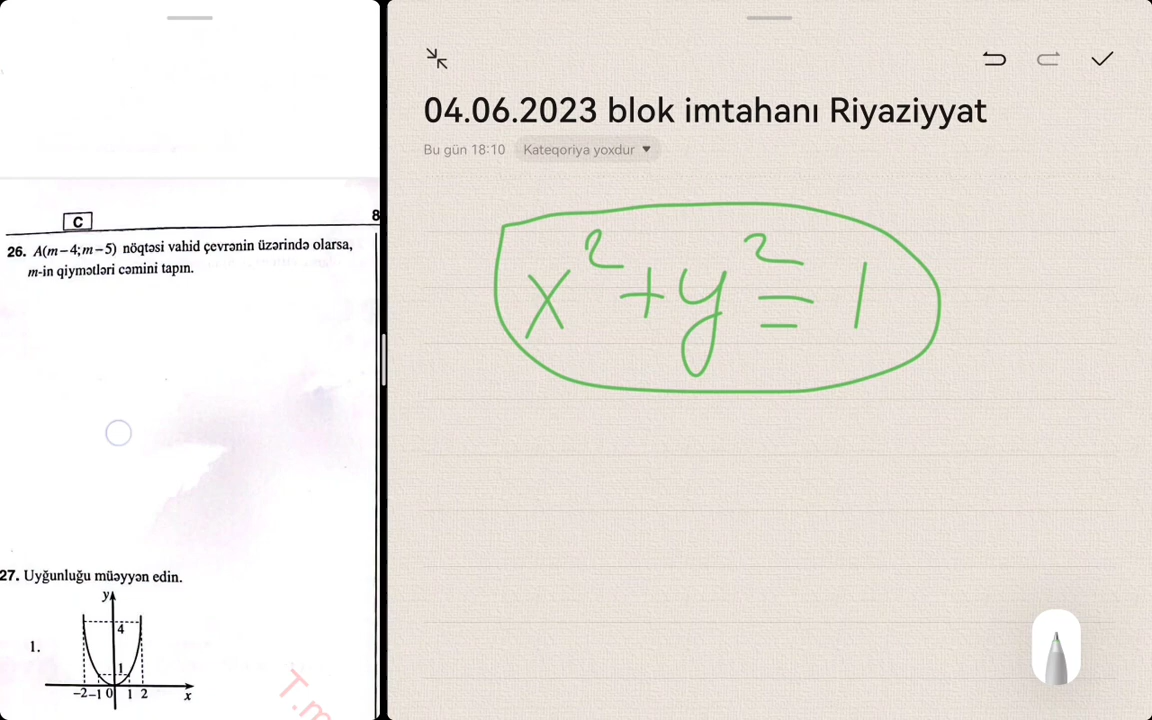 C
8
26. A(m−4;m−5) nöqtəsi vahid çevrənin üzərində olarsa,
m-in qiymətləri cəmini tapın.
27. Uyğunluğu müəyyən edin.
1.
y
4
1
−2 −1 0 1 2 x
T.m
04.06.2023 blok imtahanı Riyaziyyat
Bu gün 18:10 Kateqoriya yoxdur
x² + y² = 1